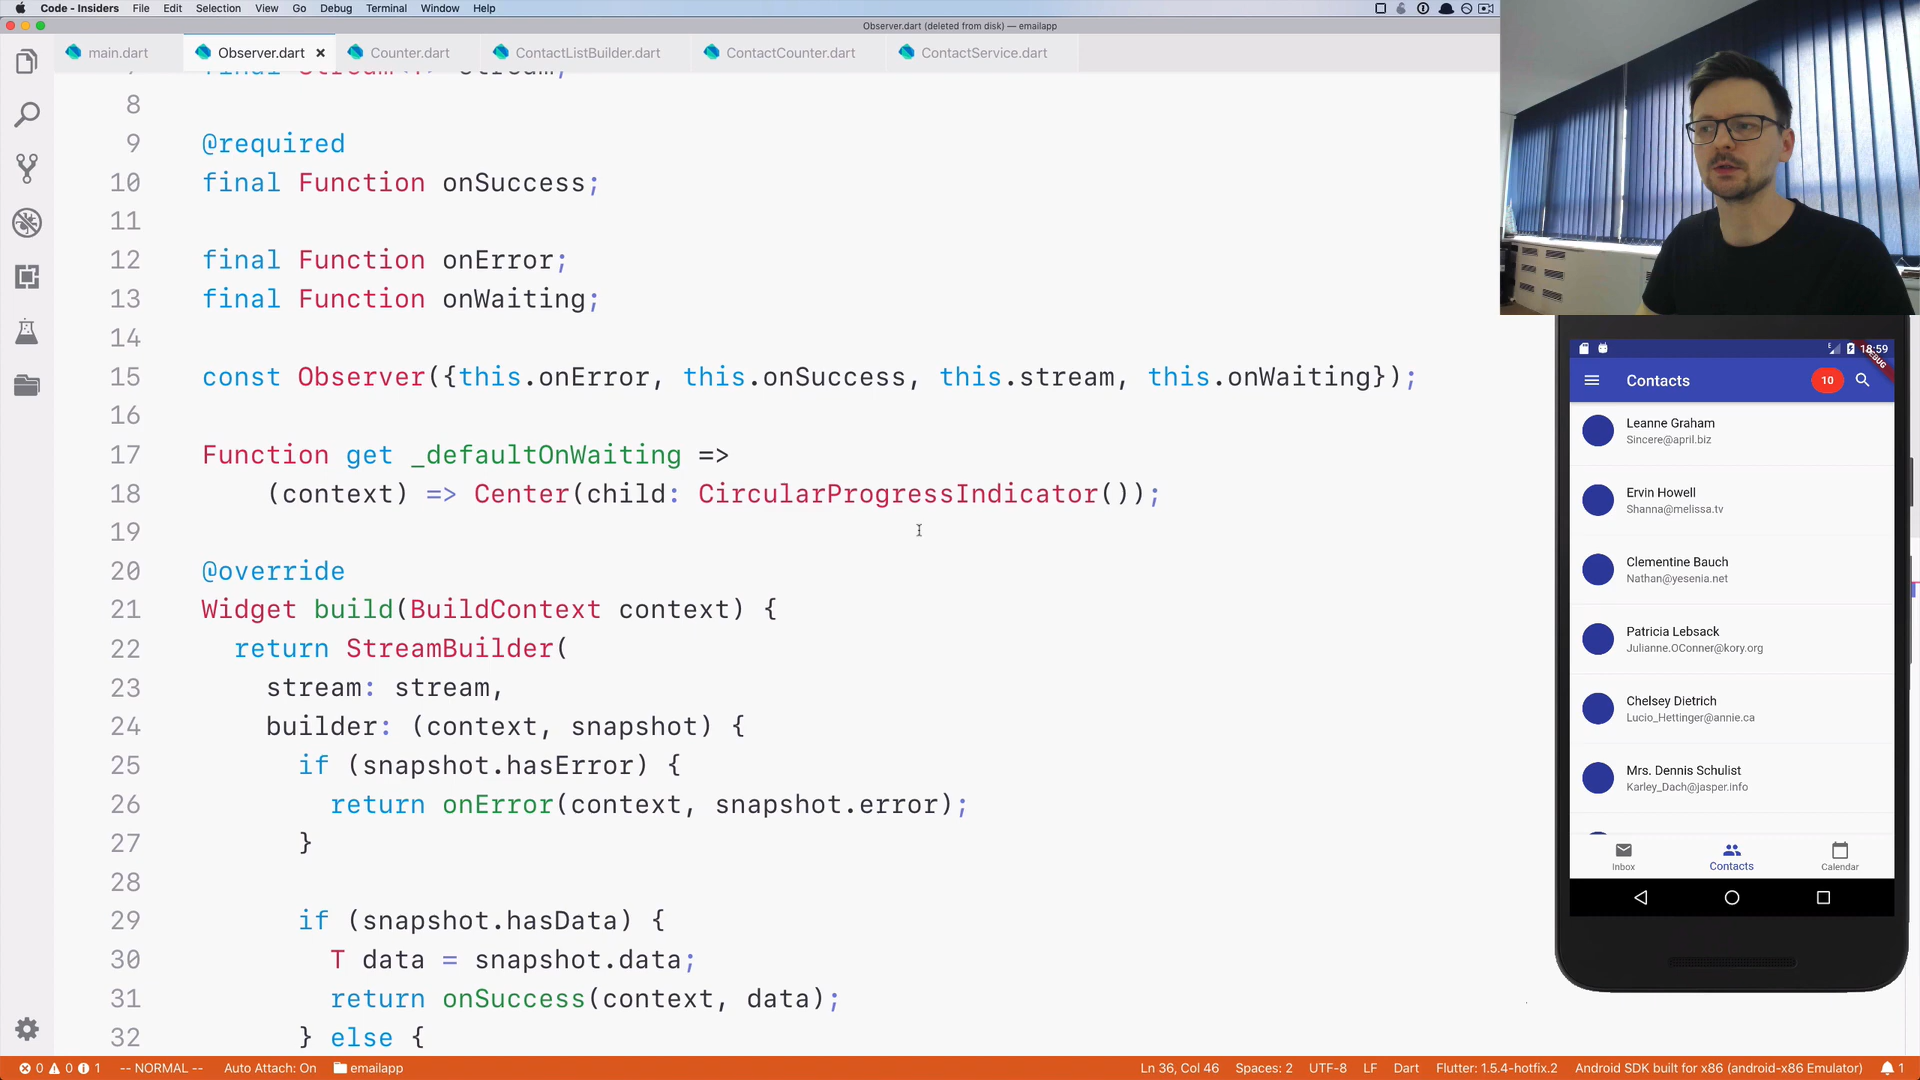 Code - Insiders File Edit Selection View Go Debug Terminal Window Help
Observer.dart (deleted from disk) — emailapp
main.dart Observer.dart Counter.dart ContactListBuilder.dart ContactCounter.dart ContactService.dart
8
9 @required
10 final Function onSuccess;
11
12 final Function onError;
13 final Function onWaiting;
14
15 const Observer({this.onError, this.onSuccess, this.stream, this.onWaiting});
16
17 Function get _defaultOnWaiting =>
18 (context) => Center(child: CircularProgressIndicator());
19
20 @override
21 Widget build(BuildContext context) {
22 return StreamBuilder(
23 stream: stream,
24 builder: (context, snapshot) {
25 if (snapshot.hasError) {
26 return onError(context, snapshot.error);
27 }
28
29 if (snapshot.hasData) {
30 T data = snapshot.data;
31 return onSuccess(context, data);
32 } else {
0 0 1 -- NORMAL -- Auto Attach: On emailapp Ln 36, Col 46 Spaces: 2 UTF-8 LF Dart Flutter: 1.5.4-hotfix.2 Android SDK built for x86 (android-x86 Emulator) 1
18:59
Contacts 10
Leanne Graham
Sincere@april.biz
Ervin Howell
Shanna@melissa.tv
Clementine Bauch
Nathan@yesenia.net
Patricia Lebsack
Julianne.OConner@kory.org
Chelsey Dietrich
Lucio_Hettinger@annie.ca
Mrs. Dennis Schulist
Karley_Dach@jasper.info
Inbox Contacts Calendar